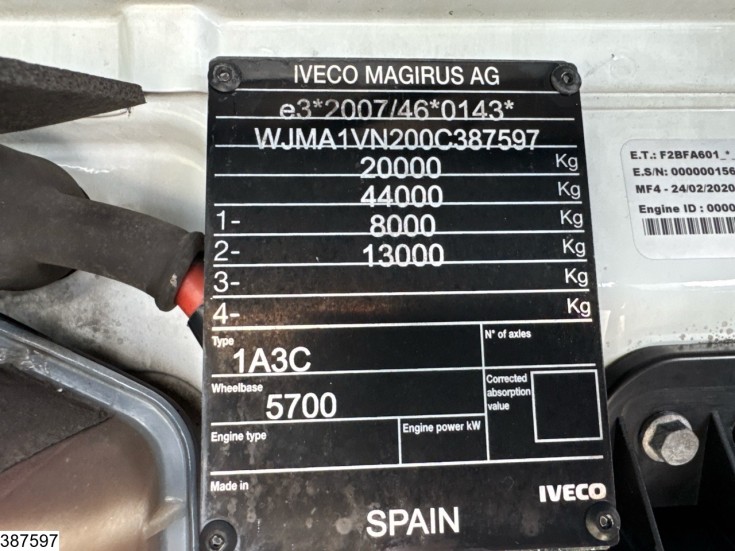 IVECO MAGIRUS AG
e3*2007/46*0143*
WJMA1VN200C387597
20000 Kg
44000 Kg
1- 8000 Kg
2- 13000 Kg
3- Kg
4- Kg
Type
1A3C
N° of axles
Wheelbase
5700
Corrected
absorption
value
Engine type
Engine power kW
Made in
IVECO
SPAIN
E.T.: F2BFA601_*_
E.S/N: 000000156
MF4 - 24/02/2020
Engine ID : 0000
387597